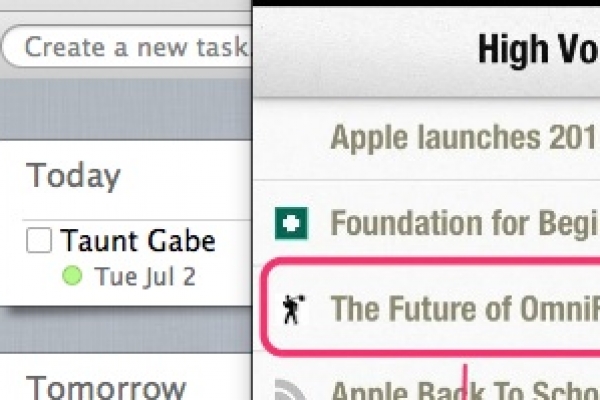 Create a new task
Today
Taunt Gabe
Tue Jul 2
Tomorrow
High Vo
Apple launches 201
Foundation for Begi
The Future of OmniF
Apple Back To Scho